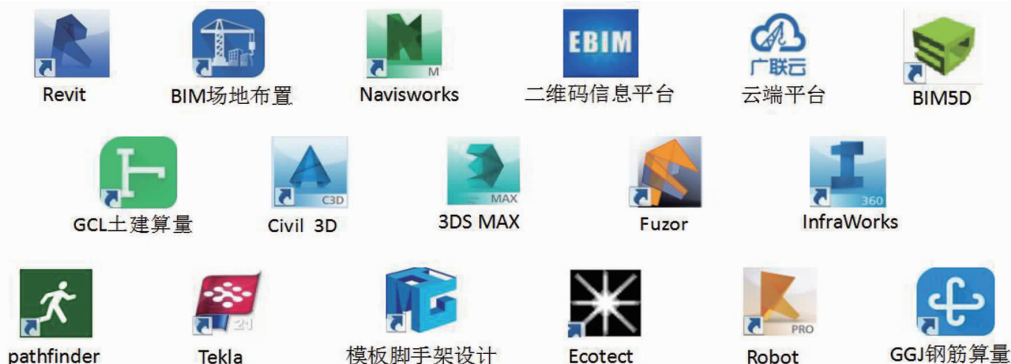 M
EBIM
广联云
Revit
BIM场地布置
Navisworks
二维码信息平台
云端平台
BIM5D
C3D
MAX
360
GCL土建算量
Civil 3D
3DS MAX
Fuzor
InfraWorks
21
PRO
pathfinder
Tekla
模板脚手架设计
Ecotect
Robot
GGJ钢筋算量